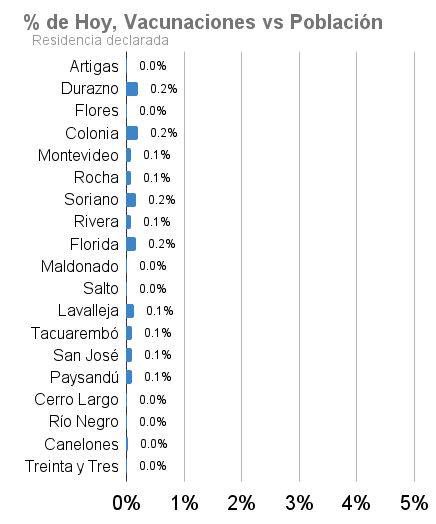 % de Hoy, Vacunaciones vs Población
Residencia declarada
Artigas 0.0%
Durazno 0.2%
Flores 0.0%
Colonia 0.2%
Montevideo 0.1%
Rocha 0.1%
Soriano 0.2%
Rivera 0.1%
Florida 0.2%
Maldonado 0.0%
Salto 0.0%
Lavalleja 0.1%
Tacuarembó 0.1%
San José 0.1%
Paysandú 0.1%
Cerro Largo 0.0%
Río Negro 0.0%
Canelones 0.0%
Treinta y Tres 0.0%
0% 1% 2% 3% 4% 5%